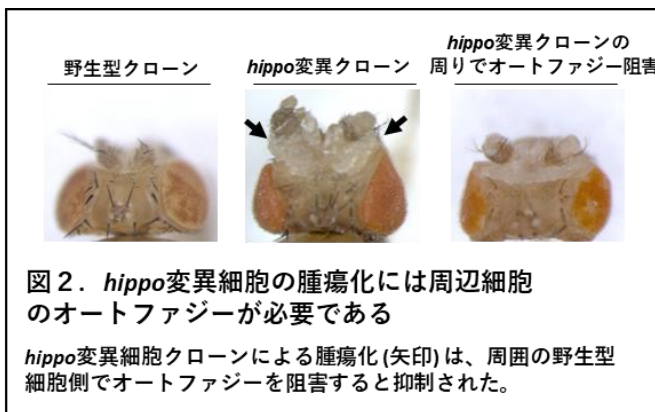 野生型クローン
hippo変異クローン
hippo変異クローンの
周りでオートファジー阻害
図２．hippo変異細胞の腫瘍化には周辺細胞
のオートファジーが必要である
hippo変異細胞クローンによる腫瘍化(矢印)は、周囲の野生型
細胞側でオートファジーを阻害すると抑制された。